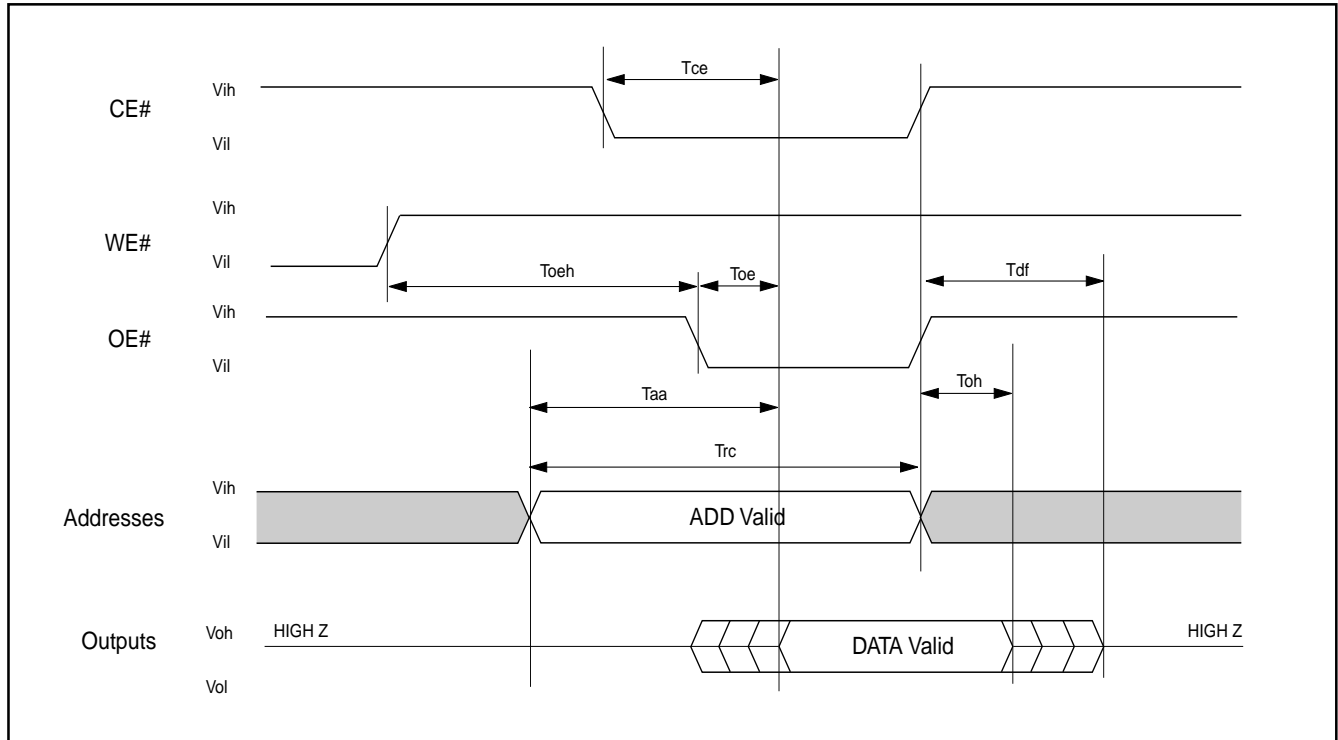 Tce
Vih
CE#
Vil
Vih
WE#
Vil
Toeh
Toe
Tdf
Vih
OE#
Vil
Taa
Toh
Trc
Vih
Addresses
ADD Valid
Vil
Outputs
Voh
HIGH Z
DATA Valid
HIGH Z
Vol